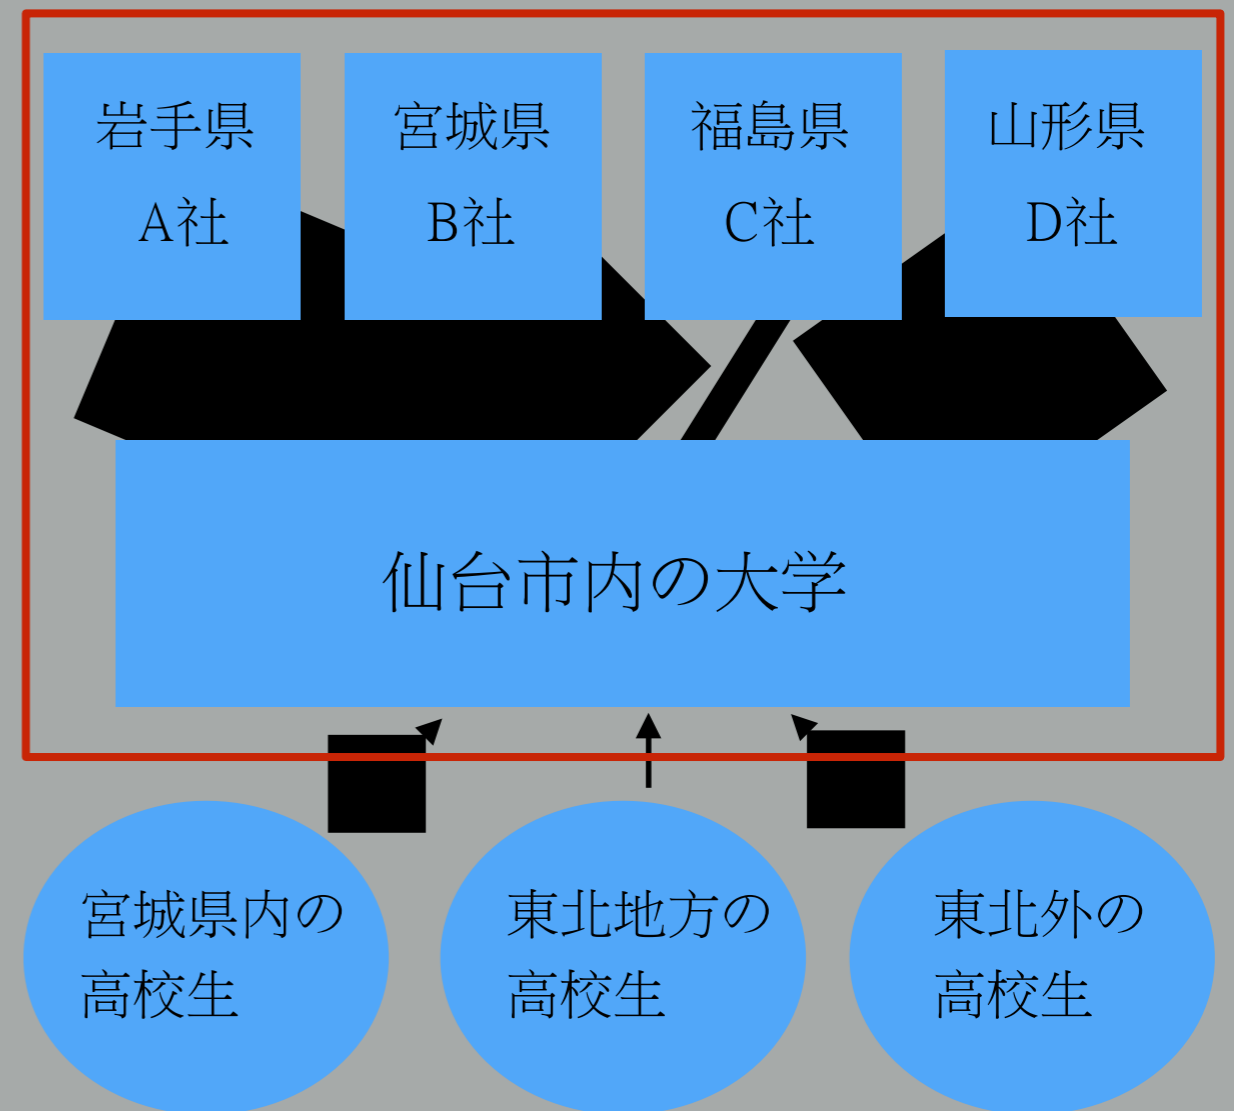 岩手県
A社
宮城県
B社
福島県
C社
山形県
D社
仙台市内の大学
宮城県内の
高校生
東北地方の
高校生
東北外の
高校生